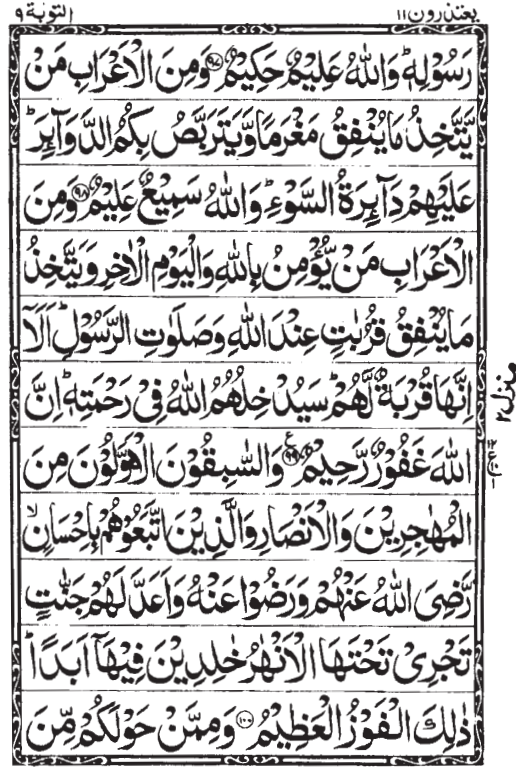 يعتذرون ١١
التوبة ٩
رَسُوْلِهٖ ؕ وَاللّٰهُ عَلِيْمٌ حَكِيْمٌ ﴿۹۷﴾ وَمِنَ الْاَعْرَابِ مَنْ
يَّتَّخِذُ مَا يُنْفِقُ مَغْرَمًا وَّيَتَرَبَّصُ بِكُمُ الدَّوَآئِرَ ؕ
عَلَيْهِمْ دَآئِرَةُ السَّوْءِ ؕ وَاللّٰهُ سَمِيْعٌ عَلِيْمٌ ﴿۹۸﴾ وَمِنَ
الْاَعْرَابِ مَنْ يُّؤْمِنُ بِاللّٰهِ وَالْيَوْمِ الْاٰخِرِ وَيَتَّخِذُ
مَا يُنْفِقُ قُرُبٰتٍ عِنْدَ اللّٰهِ وَصَلَوٰتِ الرَّسُوْلِ ؕ اَلَاۤ
اِنَّهَا قُرْبَةٌ لَّهُمْ ؕ سَيُدْخِلُهُمُ اللّٰهُ فِيْ رَحْمَتِهٖ ؕ اِنَّ
اللّٰهَ غَفُوْرٌ رَّحِيْمٌ ﴿۹۹﴾ ع وَالسّٰبِقُوْنَ الْاَوَّلُوْنَ مِنَ
الْمُهٰجِرِيْنَ وَالْاَنْصَارِ وَالَّذِيْنَ اتَّبَعُوْهُمْ بِاِحْسَانٍ ۙ
رَّضِيَ اللّٰهُ عَنْهُمْ وَرَضُوْا عَنْهُ وَاَعَدَّ لَهُمْ جَنّٰتٍ
تَجْرِيْ تَحْتَهَا الْاَنْهٰرُ خٰلِدِيْنَ فِيْهَاۤ اَبَدًا ؕ
ذٰلِكَ الْفَوْزُ الْعَظِيْمُ ﴿۱۰۰﴾ وَمِمَّنْ حَوْلَكُمْ مِّنَ
منزل ۲